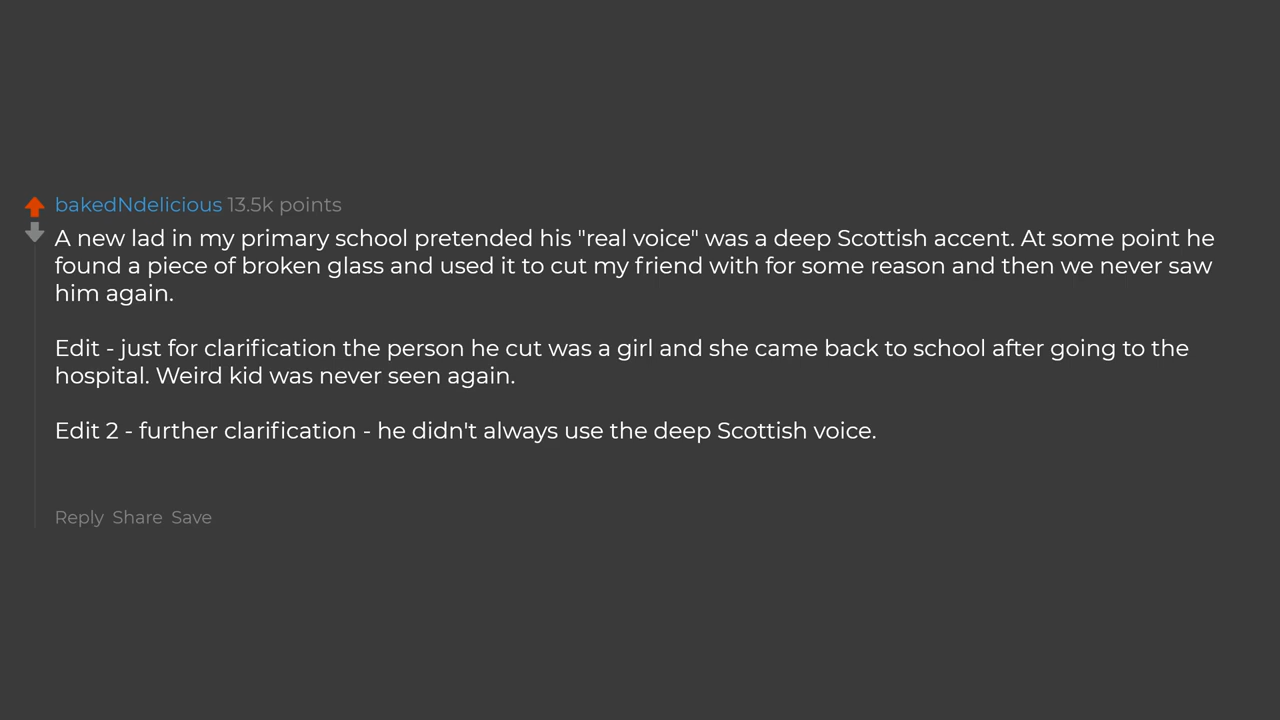 bakedNdelicious 13.5k points
A new lad in my primary school pretended his "real voice" was a deep Scottish accent. At some point he
found a piece of broken glass and used it to cut my friend with for some reason and then we never saw
him again.
Edit - just for clarification the person he cut was a girl and she came back to school after going to the
hospital. Weird kid was never seen again.
Edit 2 - further clarification - he didn't always use the deep Scottish voice.
Reply Share Save